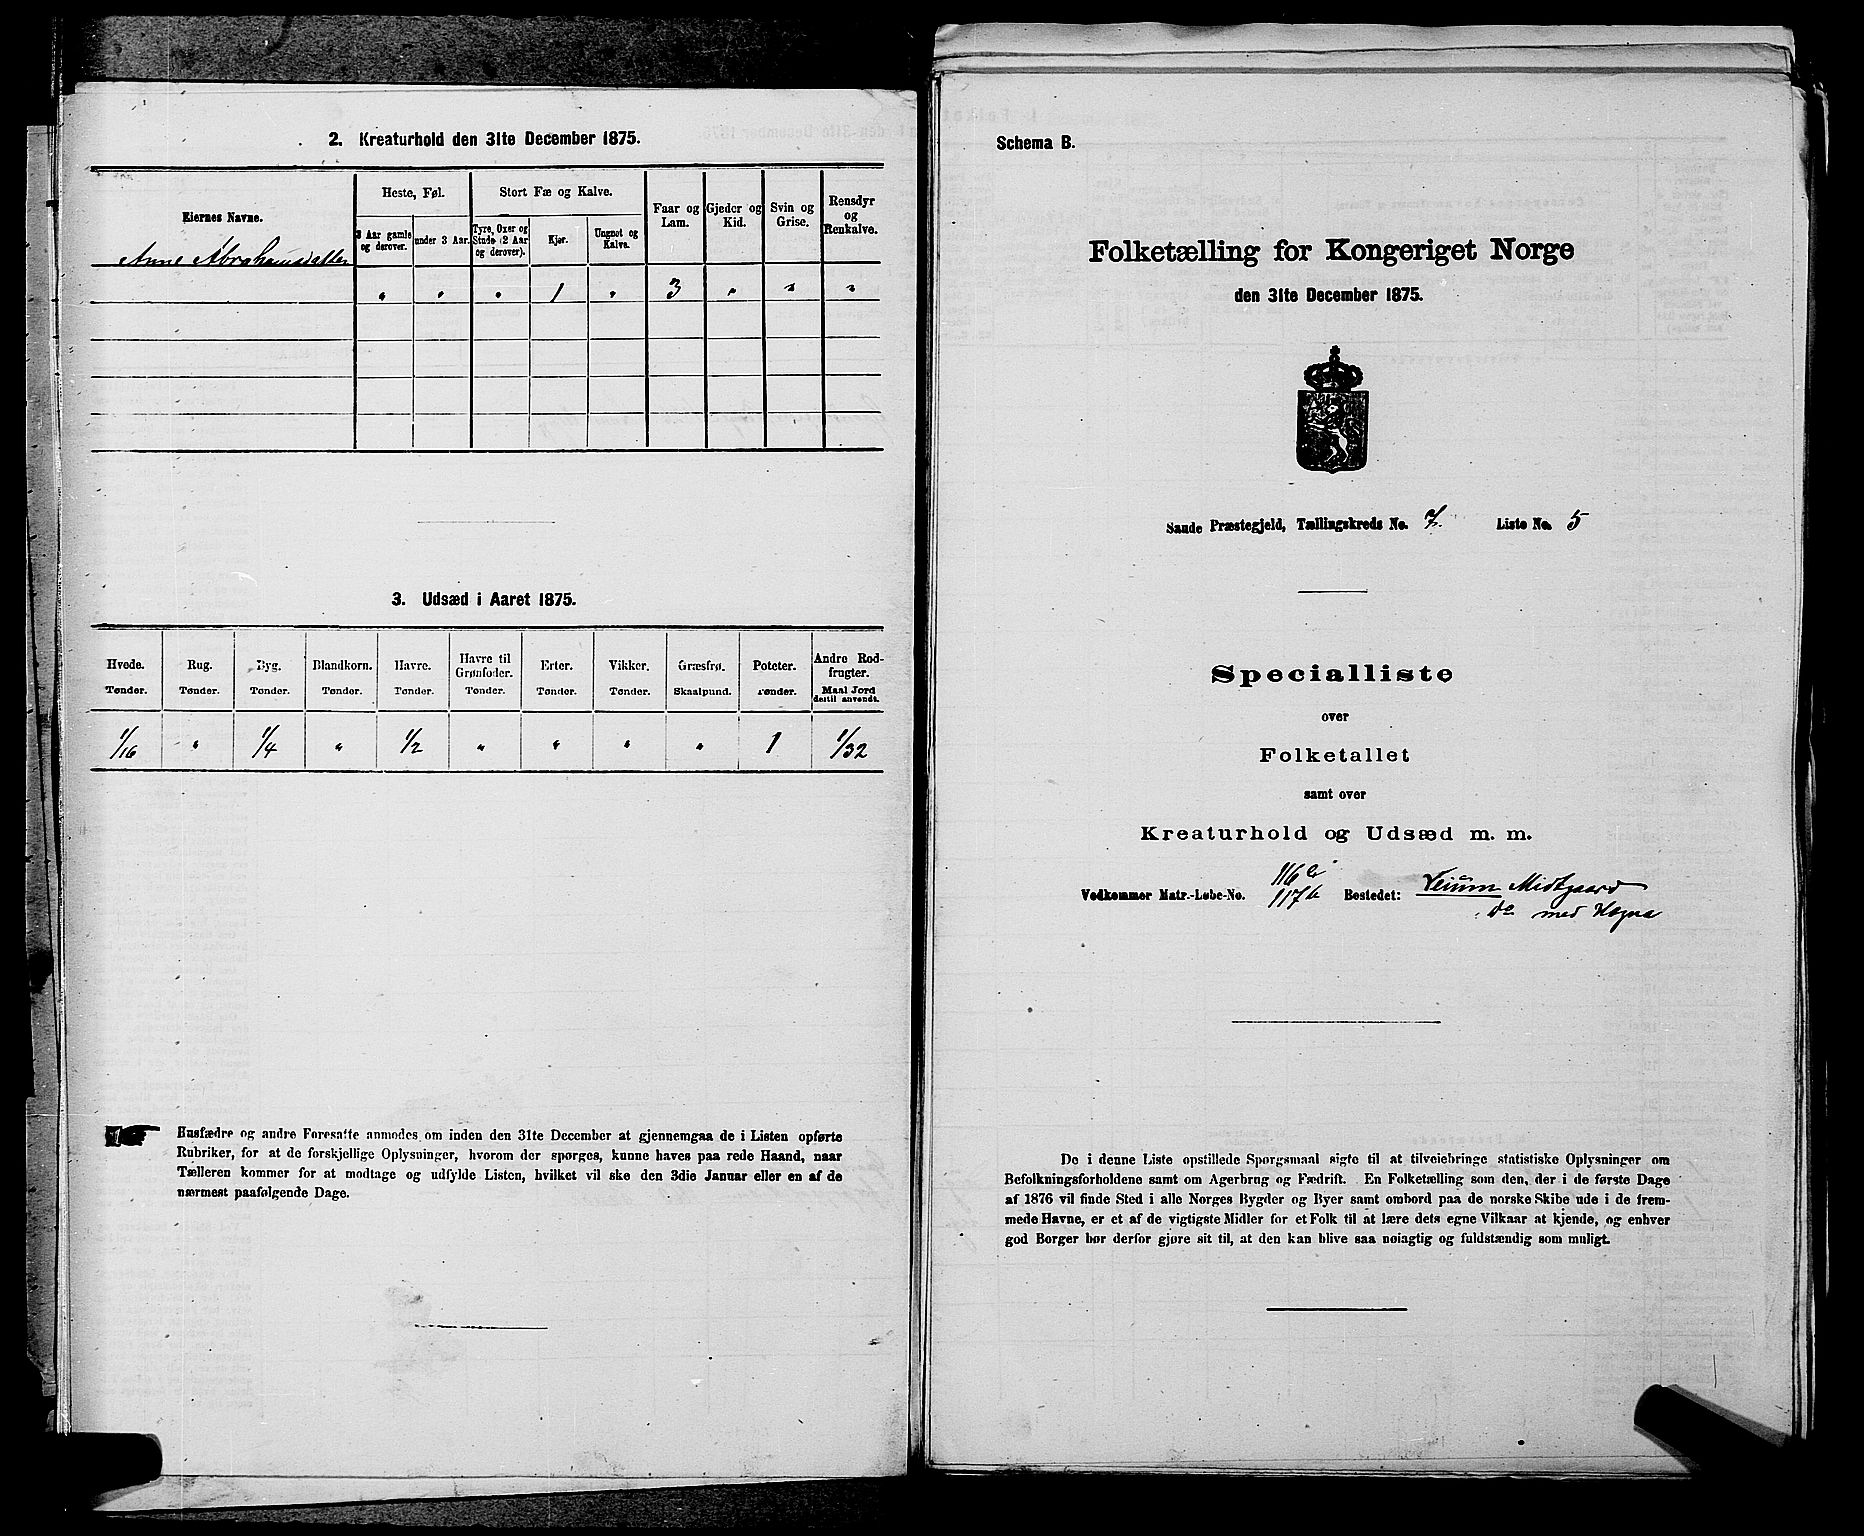 2. Kreaturhold den 31te December 1875.
Eiernes Navne.
Heste, Føl.
3 Aar gamle og derover.
under 3 Aar.
Stort Fæ og Kalve.
Tyre, Oxer og Stude (2 Aar og derover).
Kjør.
Ungnøt og Kalve.
Faar og Lam.
Gjeder og Kid.
Svin og Grise.
Rensdyr og Renkalve.
Anne Abrahamsdatter
" " " 1 " 3 " " "
3. Udsæd i Aaret 1875.
Hvede. Rug. Byg. Blandkorn. Havre. Havre til Grønfoder. Erter. Vikker. Græsfrø. Poteter. Andre Rodfrugter.
Tønder. Tønder. Tønder. Tønder. Tønder. Tønder. Tønder. Tønder. Skaalpund. Tønder. Maal Jord dertil anvendt.
1/16 " 1/4 " 1/2 " " " " 1 1/32
Husfædre og andre Foresatte anmodes om inden den 31te December at gjennemgaa de i Listen opførte
Rubriker, for at de forskjellige Oplysninger, hvorom der spørges, kunne haves paa rede Haand, naar
Tælleren kommer for at modtage og udfylde Listen, hvilket vil ske den 3die Januar eller en af de
nærmest paafølgende Dage.
Schema B.
Folketælling for Kongeriget Norge
den 31te December 1875.
Sande Præstegjeld, Tællingskreds No. 7. Liste No. 5
Specialliste
over
Folketallet
samt over
Kreaturhold og Udsæd m. m.
116
Vedkommer Matr.-Løbe-No. 117b Bostedet: Veium Midtgaard
do med Hogna
De i denne Liste opstillede Spørgsmaal sigte til at tilveiebringe statistiske Oplysninger om
Befolkningsforholdene samt om Agerbrug og Fædrift. En Folketælling som den, der i de første Dage
af 1876 vil finde Sted i alle Norges Bygder og Byer samt ombord paa de norske Skibe ude i de frem-
mede Havne, er et af de vigtigste Midler for et Folk til at lære dets egne Vilkaar at kjende, og enhver
god Borger bør derfor gjøre sit til, at den kan blive saa nøiagtig og fuldstændig som muligt.